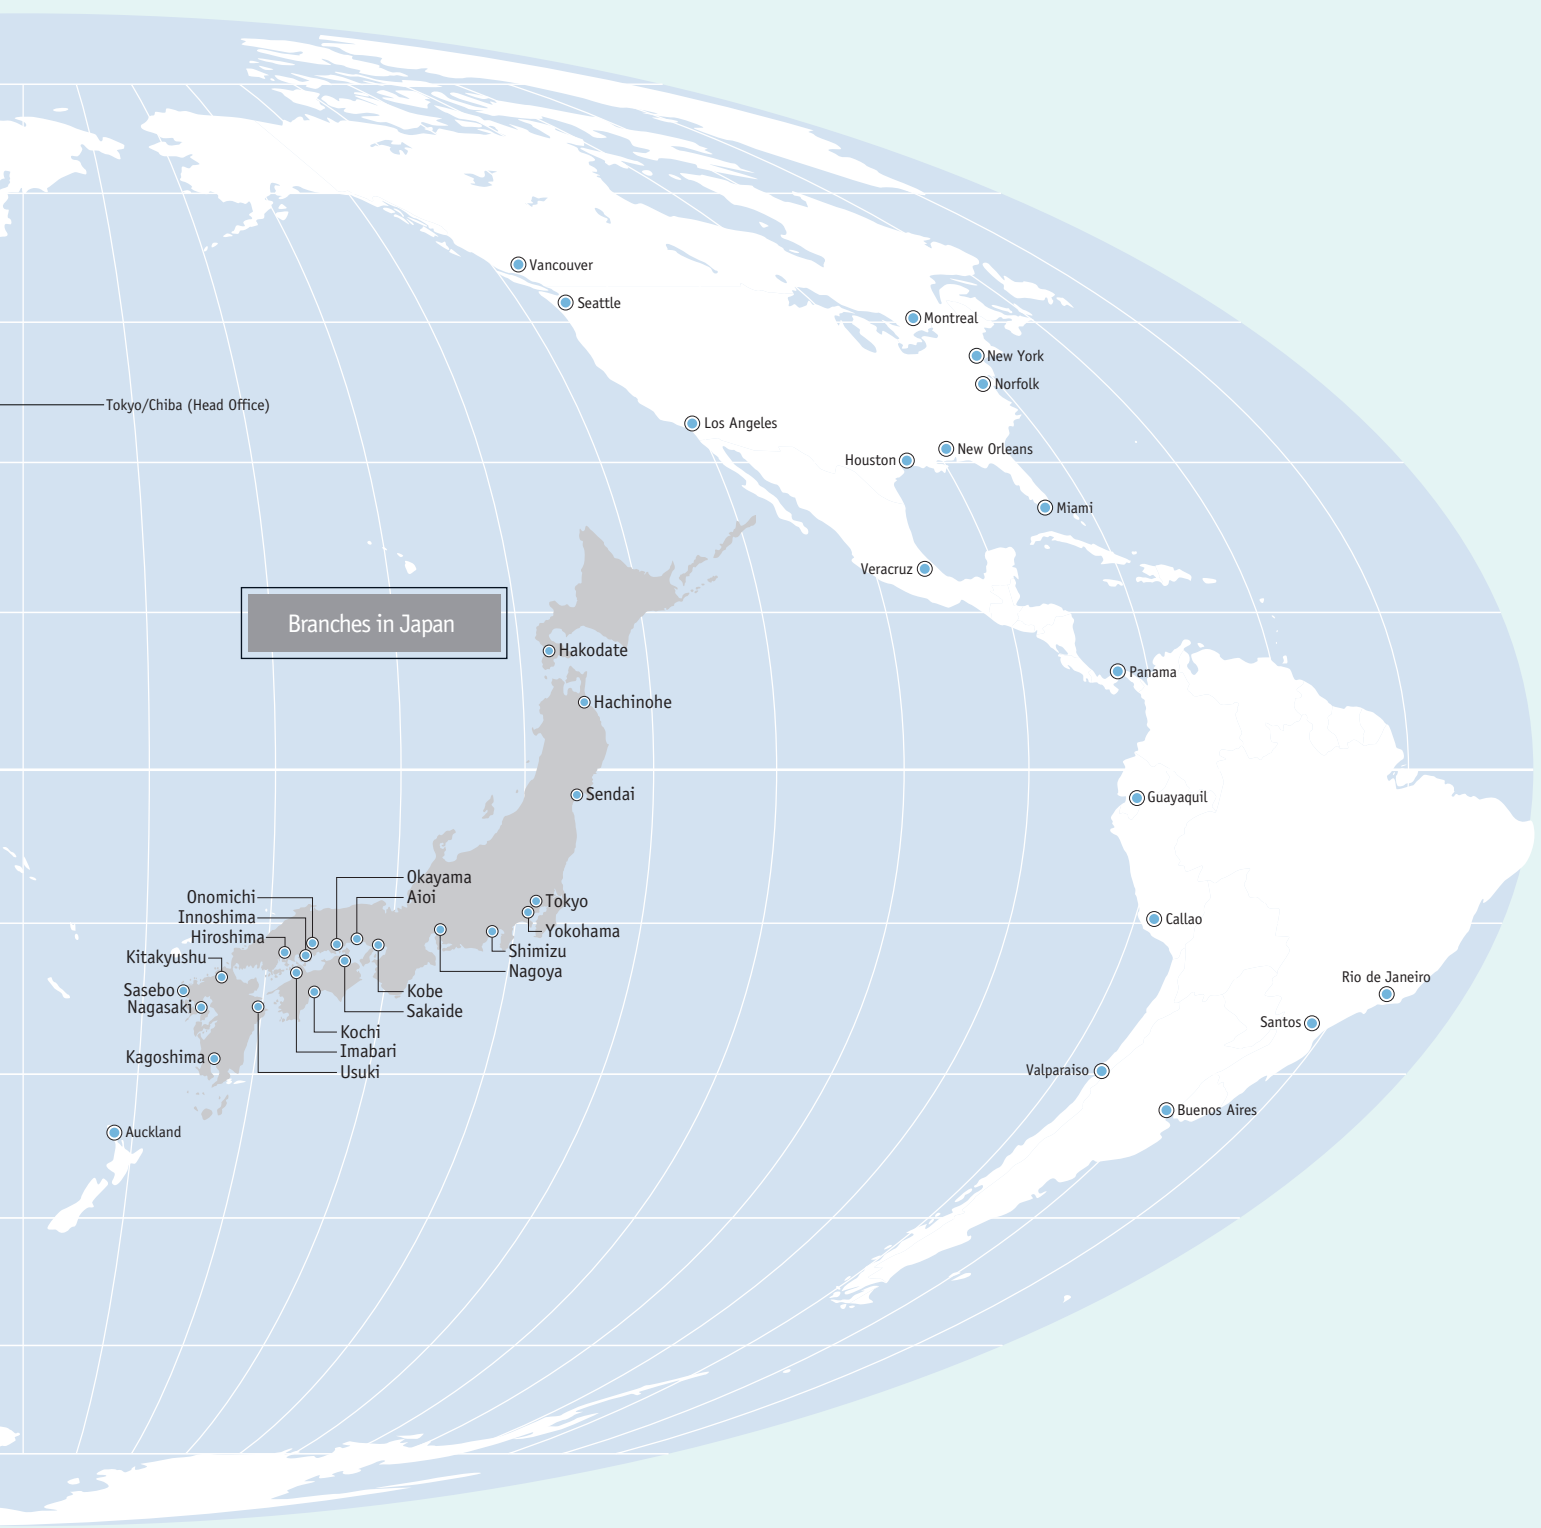 Vancouver
Seattle
Montreal
New York
Norfolk
Tokyo/Chiba (Head Office)
Los Angeles
New Orleans
Houston
Miami
Veracruz
Branches in Japan
Hakodate
Panama
Hachinohe
Sendai
Guayaquil
Okayama
Onomichi
Aioi
Tokyo
Innoshima
Callao
Yokohama
Hiroshima
Shimizu
Kitakyushu
Nagoya
Rio de Janeiro
Sasebo
Kobe
Nagasaki
Sakaide
Santos
Kochi
Imabari
Kagoshima
Valparaiso
Usuki
Buenos Aires
Auckland